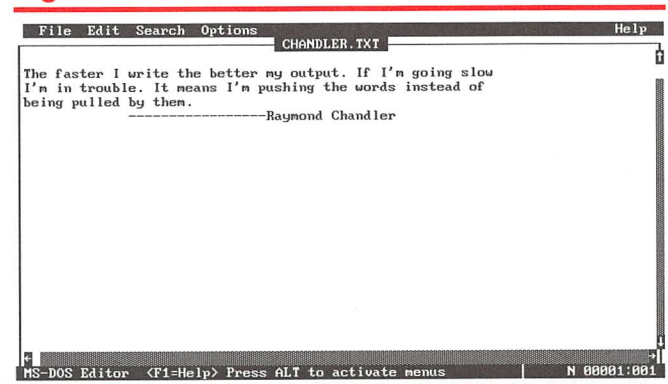 File Edit Search Options Help
CHANDLER.TXT
The faster I write the better my output. If I'm going slow
I'm in trouble. It means I'm pushing the words instead of
being pulled by them.
-----------------Raymond Chandler
MS-DOS Editor <F1=Help> Press ALT to activate menus N 00001:001